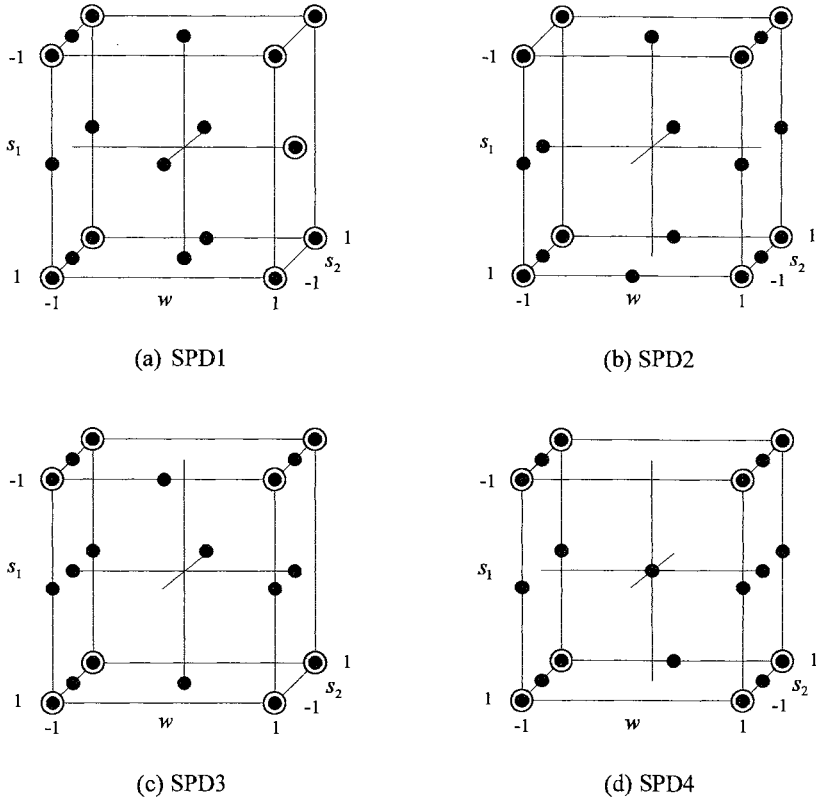 -1 -1
s1 s1
1 s2 1 s2
1 -1 1 -1
-1 w 1 -1 w 1
(a) SPD1 (b) SPD2
-1 -1
s1 s1
1 s2 1 s2
1 -1 1 -1
-1 w 1 -1 w 1
(c) SPD3 (d) SPD4